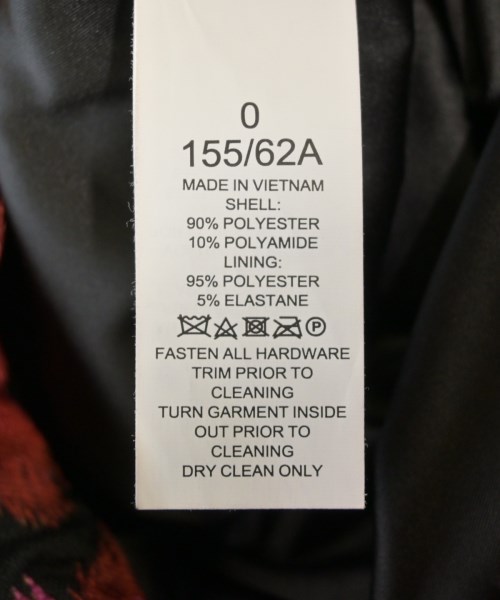 0
155/62A
MADE IN VIETNAM
SHELL:
90% POLYESTER
10% POLYAMIDE
LINING:
95% POLYESTER
5% ELASTANE
P
FASTEN ALL HARDWARE
TRIM PRIOR TO
CLEANING
TURN GARMENT INSIDE
OUT PRIOR TO
CLEANING
DRY CLEAN ONLY